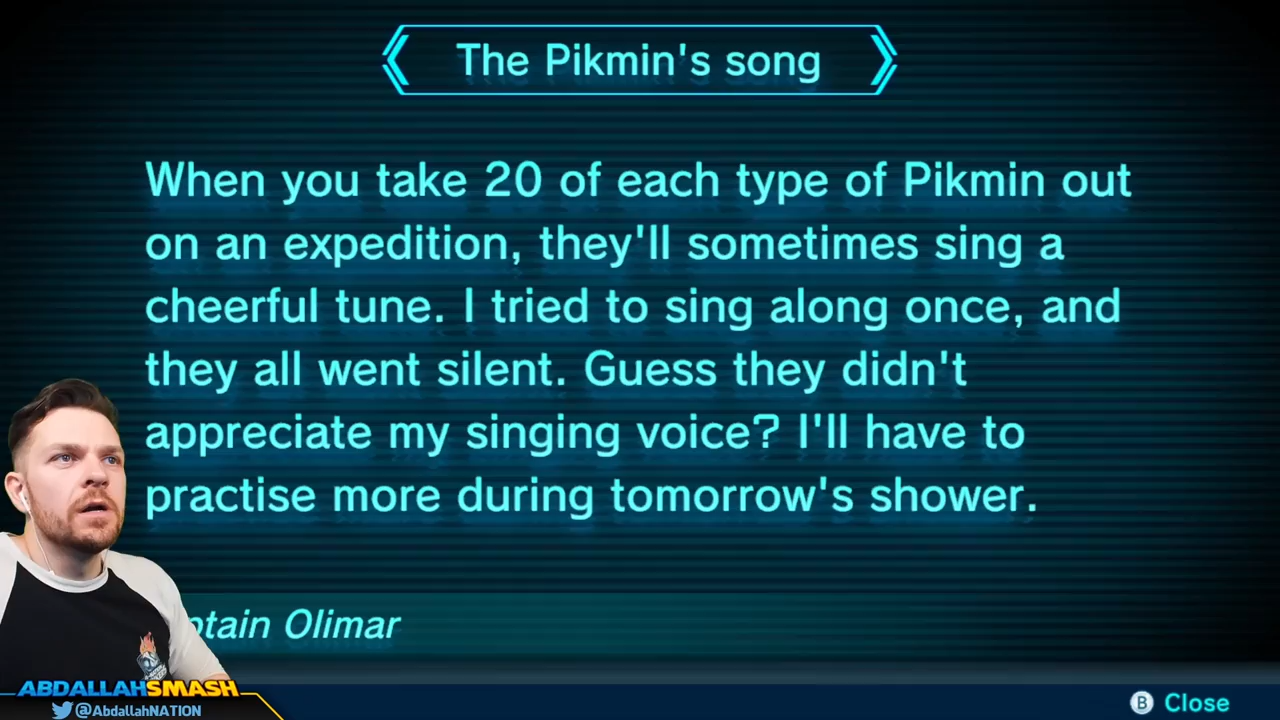 The Pikmin's song
When you take 20 of each type of Pikmin out
on an expedition, they'll sometimes sing a
cheerful tune. I tried to sing along once, and
they all went silent. Guess they didn't
appreciate my singing voice? I'll have to
practise more during tomorrow's shower.
ptain Olimar
ABDALLAHSMASH
@AbdallahNATION
B Close